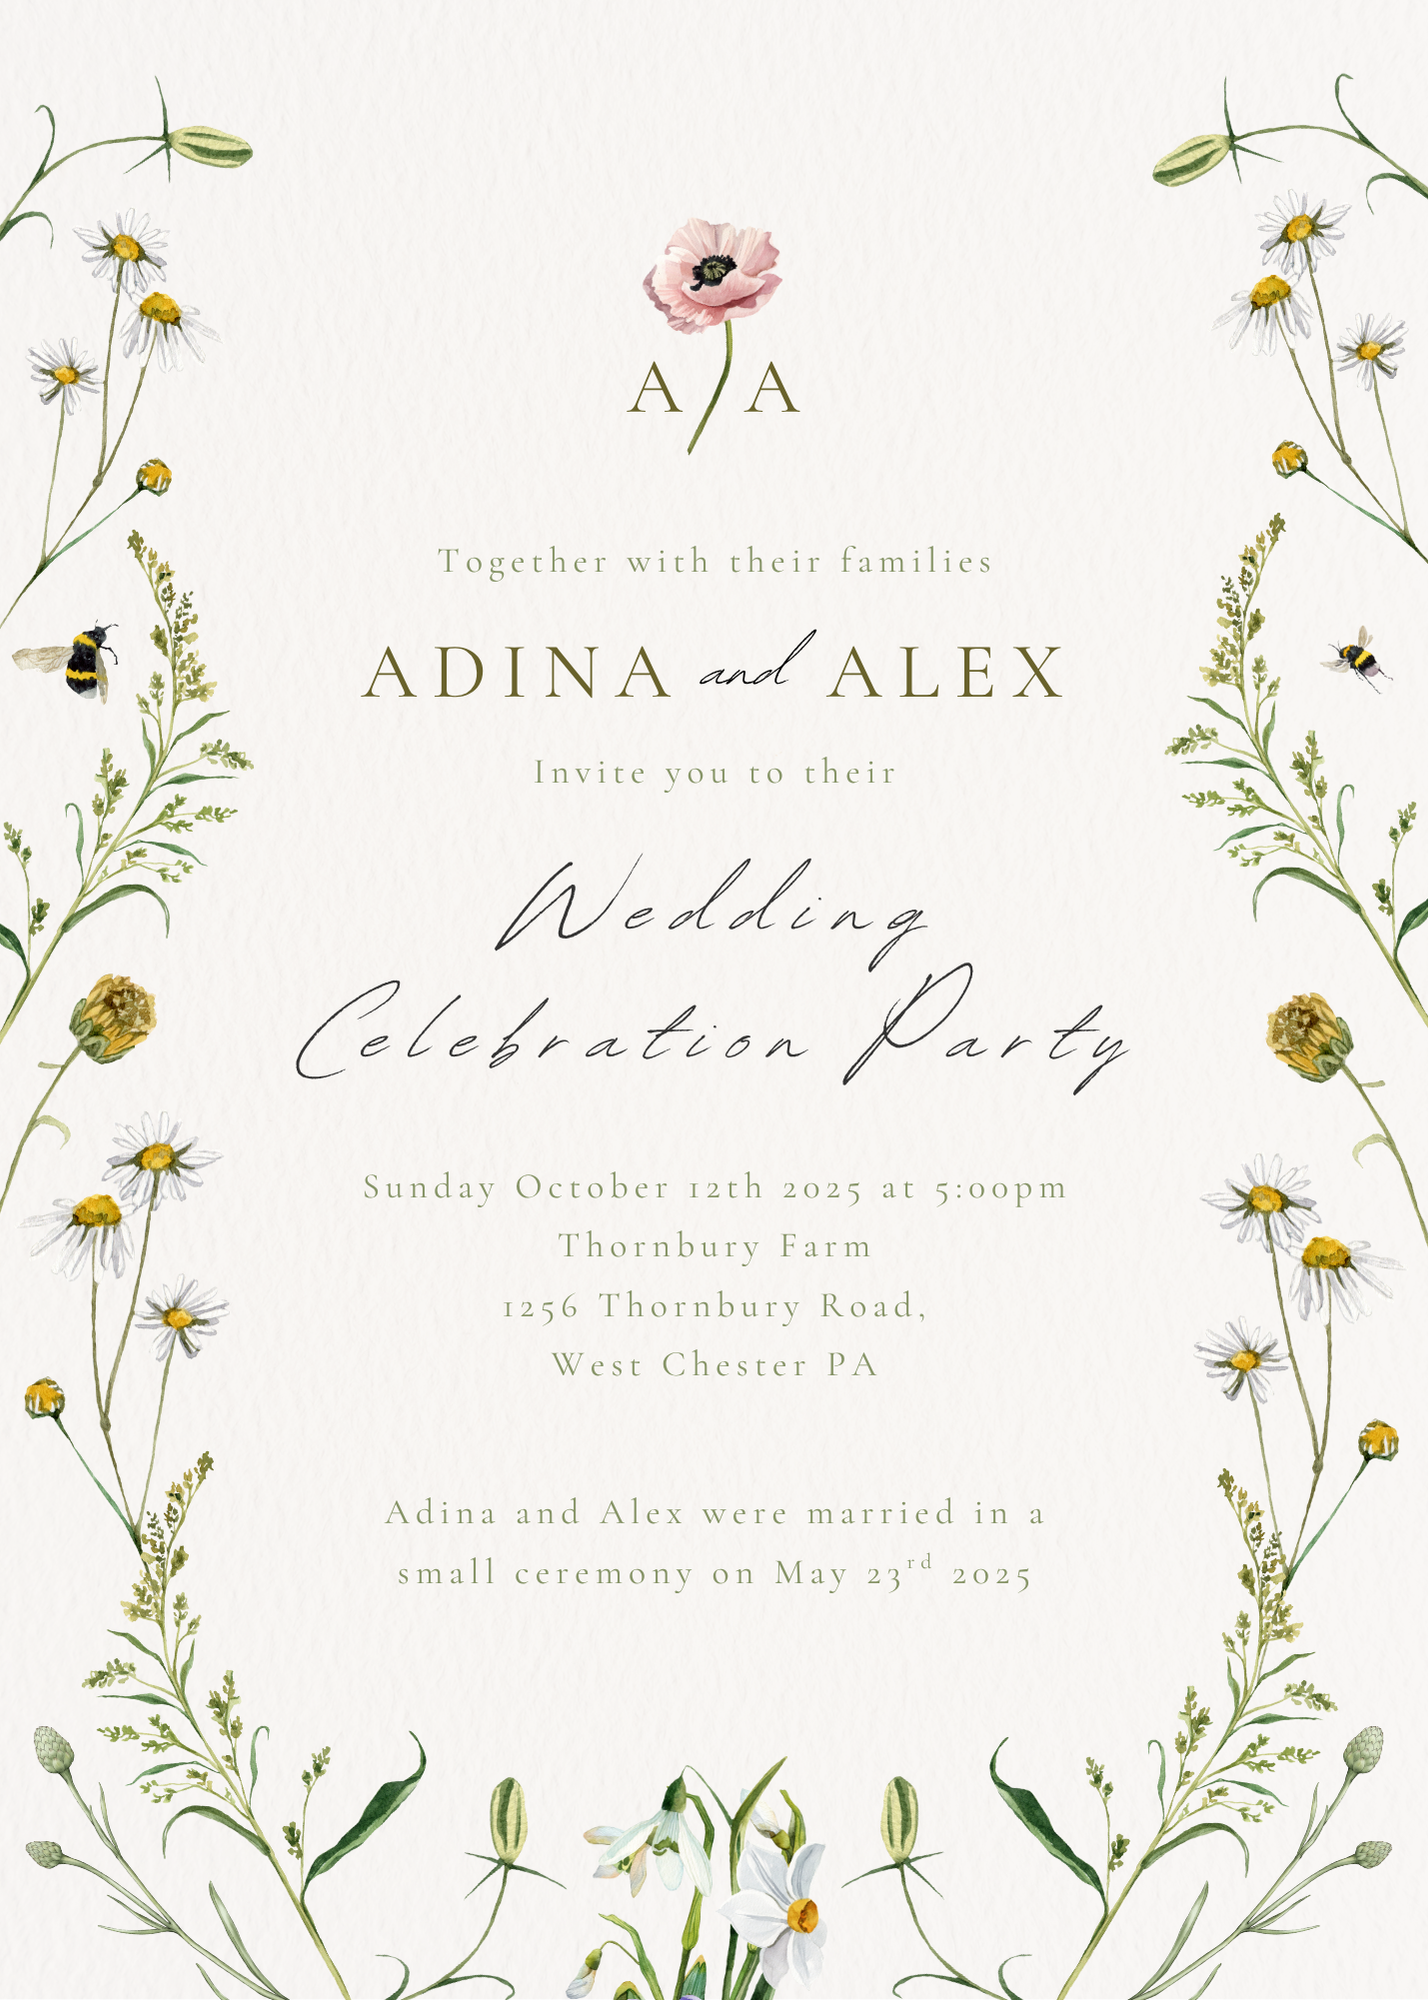 A A
Together with their families
ADINA and ALEX
Invite you to their
Wedding
Celebration Party
Sunday October 12th 2025 at 5:00pm
Thornbury Farm
1256 Thornbury Road,
West Chester PA
Adina and Alex were married in a
small ceremony on May 23rd 2025